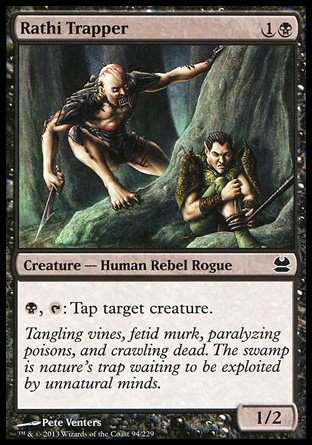 Rathi Trapper 1
Creature — Human Rebel Rogue
, : Tap target creature.
Tangling vines, fetid murk, paralyzing
poisons, and crawling dead. The swamp
is nature's trap waiting to be exploited
by unnatural minds.
Pete Venters
™ & © 2013 Wizards of the Coast 94/229
1/2